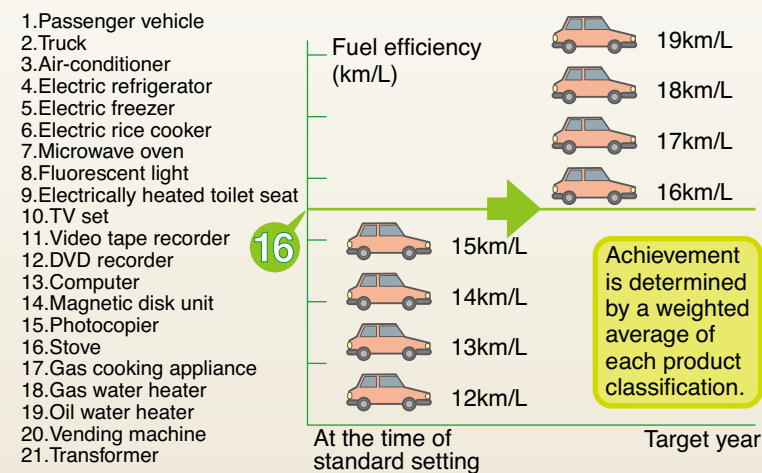 1.Passenger vehicle
2.Truck
3.Air-conditioner
4.Electric refrigerator
5.Electric freezer
6.Electric rice cooker
7.Microwave oven
8.Fluorescent light
9.Electrically heated toilet seat
10.TV set
11.Video tape recorder
12.DVD recorder
13.Computer
14.Magnetic disk unit
15.Photocopier
16.Stove
17.Gas cooking appliance
18.Gas water heater
19.Oil water heater
20.Vending machine
21.Transformer
Fuel efficiency
(km/L)
19km/L
18km/L
17km/L
16km/L
16
15km/L
14km/L
13km/L
12km/L
Achievement
is determined
by a weighted
average of
each product
classification.
At the time of
standard setting
Target year